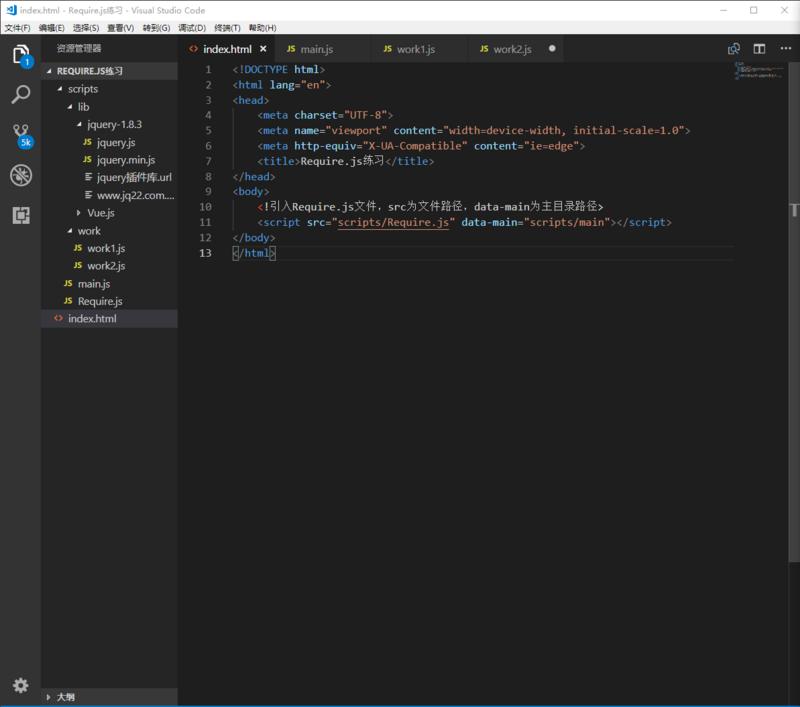 index.html - Require.js练习 - Visual Studio Code
文件(F) 编辑(E) 选择(S) 查看(V) 转到(G) 调试(D) 终端(T) 帮助(H)
资源管理器
index.html
main.js
work1.js
work2.js
1
5k
REQUIRE.JS练习
scripts
lib
jquery-1.8.3
jquery.js
jquery.min.js
jquery插件库.url
www.jq22.com....
Vue.js
work
work1.js
work2.js
main.js
Require.js
index.html
大纲
1 <!DOCTYPE html>
2 <html lang="en">
3 <head>
4 <meta charset="UTF-8">
5 <meta name="viewport" content="width=device-width, initial-scale=1.0">
6 <meta http-equiv="X-UA-Compatible" content="ie=edge">
7 <title>Require.js练习</title>
8 </head>
9 <body>
10 <!引入Require.js文件，src为文件路径，data-main为主目录路径>
11 <script src="scripts/Require.js" data-main="scripts/main"></script>
12 </body>
13 </html>